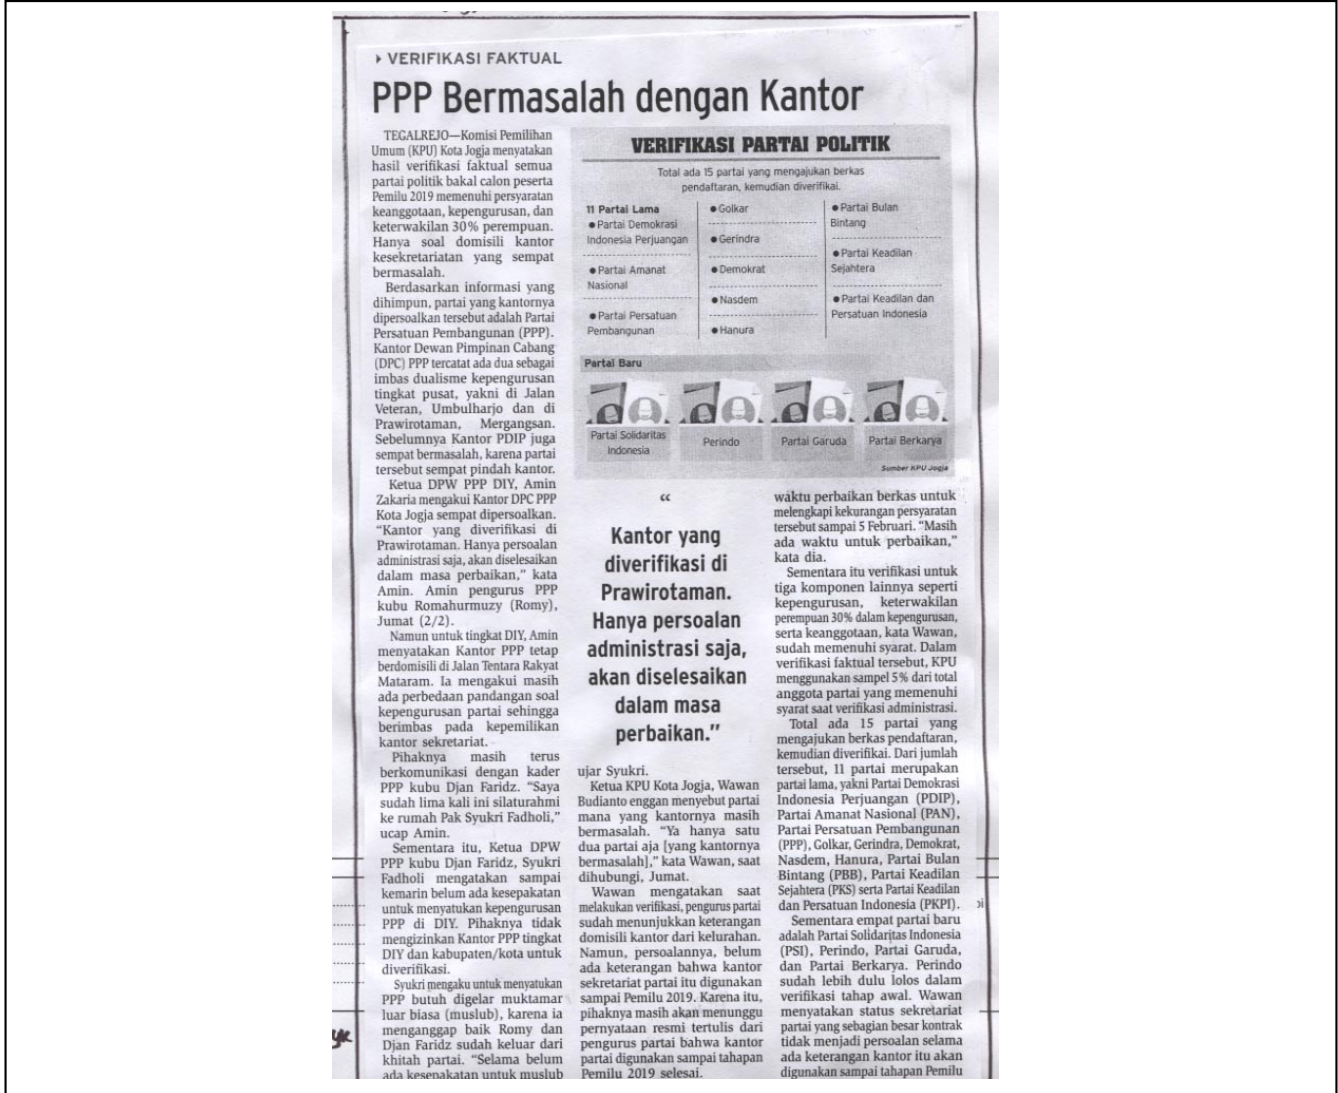 VERIFIKASI FAKTUAL
PPP Bermasalah dengan Kantor
TEGALREJO—Komisi Pemilihan
Umum (KPU) Kota Jogja menyatakan
hasil verifikasi faktual semua
partai politik bakal calon peserta
Pemilu 2019 memenuhi persyaratan
keanggotaan, kepengurusan, dan
keterwakilan 30% perempuan.
Hanya soal domisili kantor
kesekretariatan yang sempat
bermasalah.
Berdasarkan informasi yang
dihimpun, partai yang kantornya
dipersoalkan tersebut adalah Partai
Persatuan Pembangunan (PPP).
Kantor Dewan Pimpinan Cabang
(DPC) PPP tercatat ada dua sebagai
imbas dualisme kepengurusan
tingkat pusat, yakni di Jalan
Veteran, Umbulharjo dan di
Prawirotaman, Mergangsan.
Sebelumnya Kantor PDIP juga
sempat bermasalah, karena partai
tersebut sempat pindah kantor.
Ketua DPW PPP DIY, Amin
Zakaria mengakui Kantor DPC PPP
Kota Jogja sempat dipersoalkan.
“Kantor yang diverifikasi di
Prawirotaman. Hanya persoalan
administrasi saja, akan diselesaikan
dalam masa perbaikan,” kata
Amin. Amin pengurus PPP
kubu Romahurmuzy (Romy),
Jumat (2/2).
Namun untuk tingkat DIY, Amin
menyatakan Kantor PPP tetap
berdomisili di Jalan Tentara Rakyat
Mataram. Ia mengakui masih
ada perbedaan pandangan soal
kepengurusan partai sehingga
berimbas pada kepemilikan
kantor sekretariat.
Pihaknya masih terus
berkomunikasi dengan kader
PPP kubu Djan Faridz. “Saya
sudah lima kali ini silaturahmi
ke rumah Pak Syukri Fadholi,”
ucap Amin.
Sementara itu, Ketua DPW
PPP kubu Djan Faridz, Syukri
Fadholi mengatakan sampai
kemarin belum ada kesepakatan
untuk menyatukan kepengurusan
PPP di DIY. Pihaknya tidak
mengizinkan Kantor PPP tingkat
DIY dan kabupaten/kota untuk
diverifikasi.
Syukri mengaku untuk menyatukan
PPP butuh digelar muktamar
luar biasa (muslub), karena ia
menganggap baik Romy dan
Djan Faridz sudah keluar dari
khitah partai. “Selama belum
ada kesepakatan untuk muslub
VERIFIKASI PARTAI POLITIK
Total ada 15 partai yang mengajukan berkas
pendaftaran, kemudian diverifikai.
11 Partai Lama
● Partai Demokrasi
Indonesia Perjuangan
● Partai Amanat
Nasional
● Partai Persatuan
Pembangunan
● Golkar
● Gerindra
● Demokrat
● Nasdem
● Hanura
● Partai Bulan
Bintang
● Partai Keadilan
Sejahtera
● Partai Keadilan dan
Persatuan Indonesia
Partai Baru
Partai Solidaritas
Indonesia
Perindo
Partai Garuda
Partai Berkarya
Sumber KPU Jogja
“
Kantor yang
diverifikasi di
Prawirotaman.
Hanya persoalan
administrasi saja,
akan diselesaikan
dalam masa
perbaikan.”
ujar Syukri.
Ketua KPU Kota Jogja, Wawan
Budianto enggan menyebut partai
mana yang kantornya masih
bermasalah. “Ya hanya satu
dua partai aja [yang kantornya
bermasalah],” kata Wawan, saat
dihubungi, Jumat.
Wawan mengatakan saat
melakukan verifikasi, pengurus partai
sudah menunjukkan keterangan
domisili kantor dari kelurahan.
Namun, persoalannya, belum
ada keterangan bahwa kantor
sekretariat partai itu digunakan
sampai Pemilu 2019. Karena itu,
pihaknya masih akan menunggu
pernyataan resmi tertulis dari
pengurus partai bahwa kantor
partai digunakan sampai tahapan
Pemilu 2019 selesai.
waktu perbaikan berkas untuk
melengkapi kekurangan persyaratan
tersebut sampai 5 Februari. “Masih
ada waktu untuk perbaikan,”
kata dia.
Sementara itu verifikasi untuk
tiga komponen lainnya seperti
kepengurusan, keterwakilan
perempuan 30% dalam kepengurusan,
serta keanggotaan, kata Wawan,
sudah memenuhi syarat. Dalam
verifikasi faktual tersebut, KPU
menggunakan sampel 5% dari total
anggota partai yang memenuhi
syarat saat verifikasi administrasi.
Total ada 15 partai yang
mengajukan berkas pendaftaran,
kemudian diverifikai. Dari jumlah
tersebut, 11 partai merupakan
partai lama, yakni Partai Demokrasi
Indonesia Perjuangan (PDIP),
Partai Amanat Nasional (PAN),
Partai Persatuan Pembangunan
(PPP), Golkar, Gerindra, Demokrat,
Nasdem, Hanura, Partai Bulan
Bintang (PBB), Partai Keadilan
Sejahtera (PKS) serta Partai Keadilan
dan Persatuan Indonesia (PKPI).
Sementara empat partai baru
adalah Partai Solidaritas Indonesia
(PSI), Perindo, Partai Garuda,
dan Partai Berkarya. Perindo
sudah lebih dulu lolos dalam
verifikasi tahap awal. Wawan
menyatakan status sekretariat
partai yang sebagian besar kontrak
tidak menjadi persoalan selama
ada keterangan kantor itu akan
digunakan sampai tahapan Pemilu